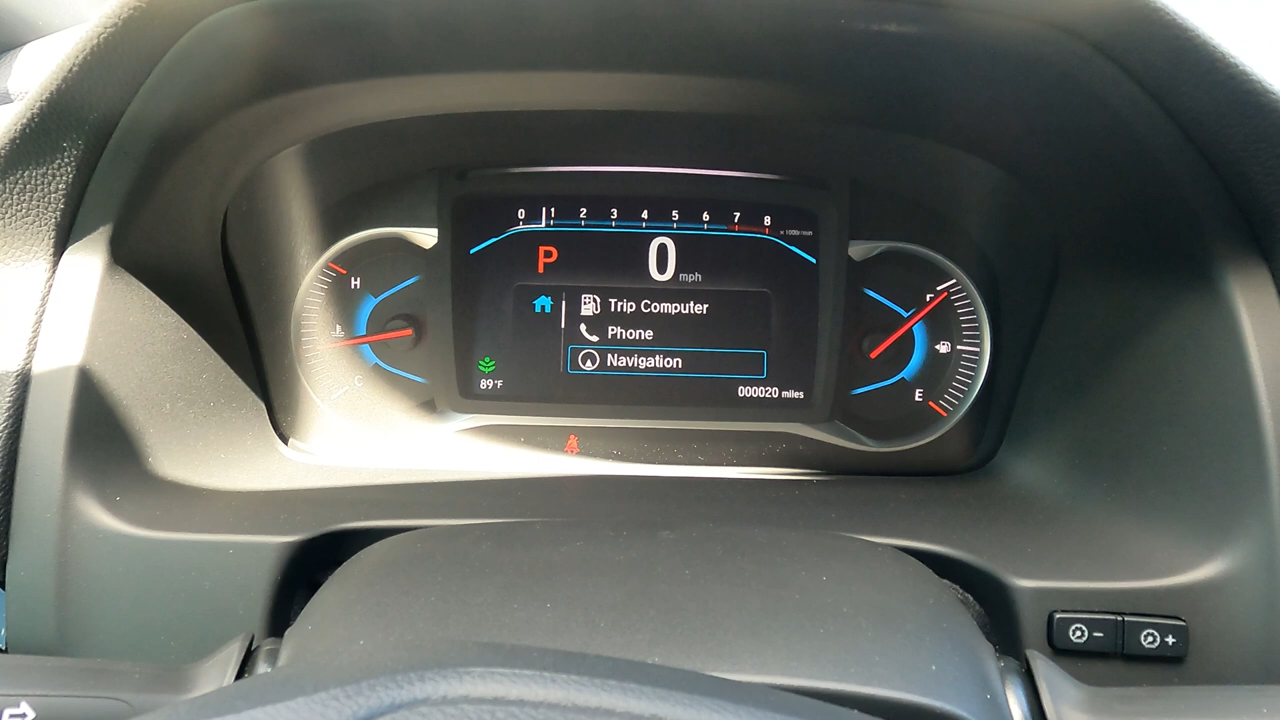 0 1 2 3 4 5 6 7 8
x 1000r/min
P 0 mph
H
C
Trip Computer
Phone
Navigation
89°F
000020 miles
F
E
- +